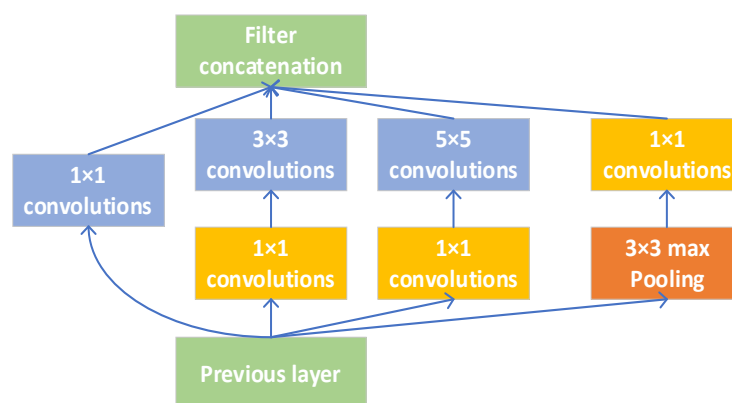 Filter
concatenation
3×3
convolutions
5×5
convolutions
1×1
convolutions
1×1
convolutions
1×1
convolutions
1×1
convolutions
3×3 max
Pooling
Previous layer